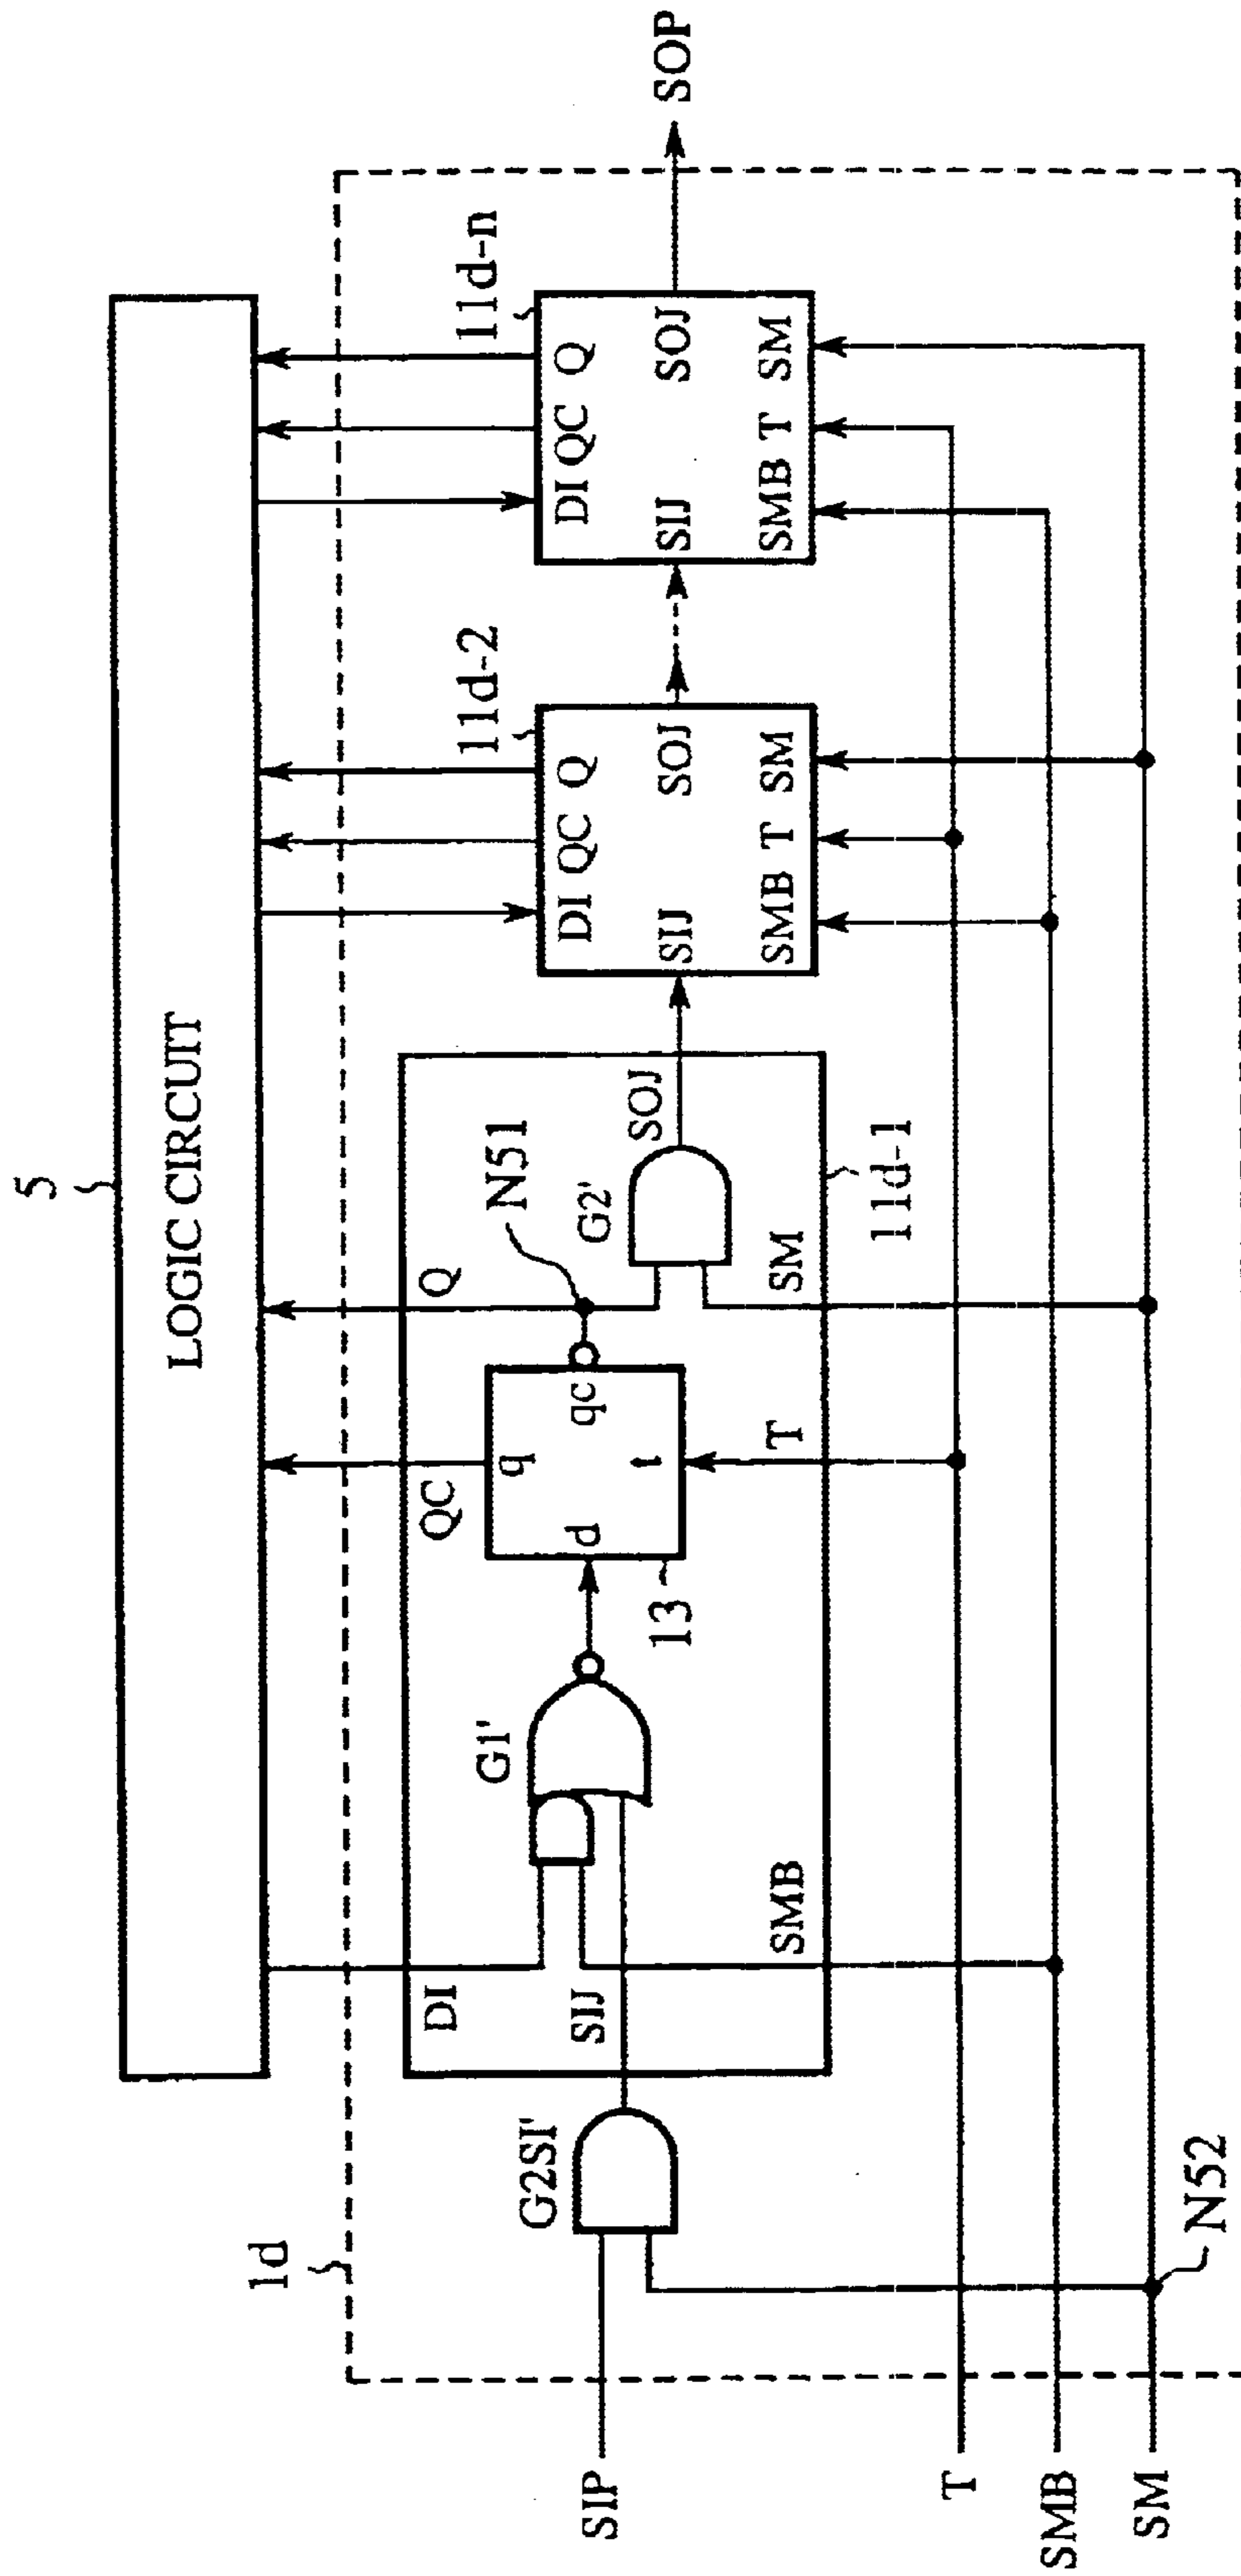 5
LOGIC CIRCUIT
1d
SIP
G2SI'
DI
SIJ
SMB
G1'
13
d
q
qc
t
QC
T
Q
N51
G2'
SOJ
SM
11d-1
11d-2
DI QC Q
SIJ SOJ
SMB T SM
11d-n
DI QC Q
SIJ SOJ
SMB T SM
SOP
T
SMB
SM
N52